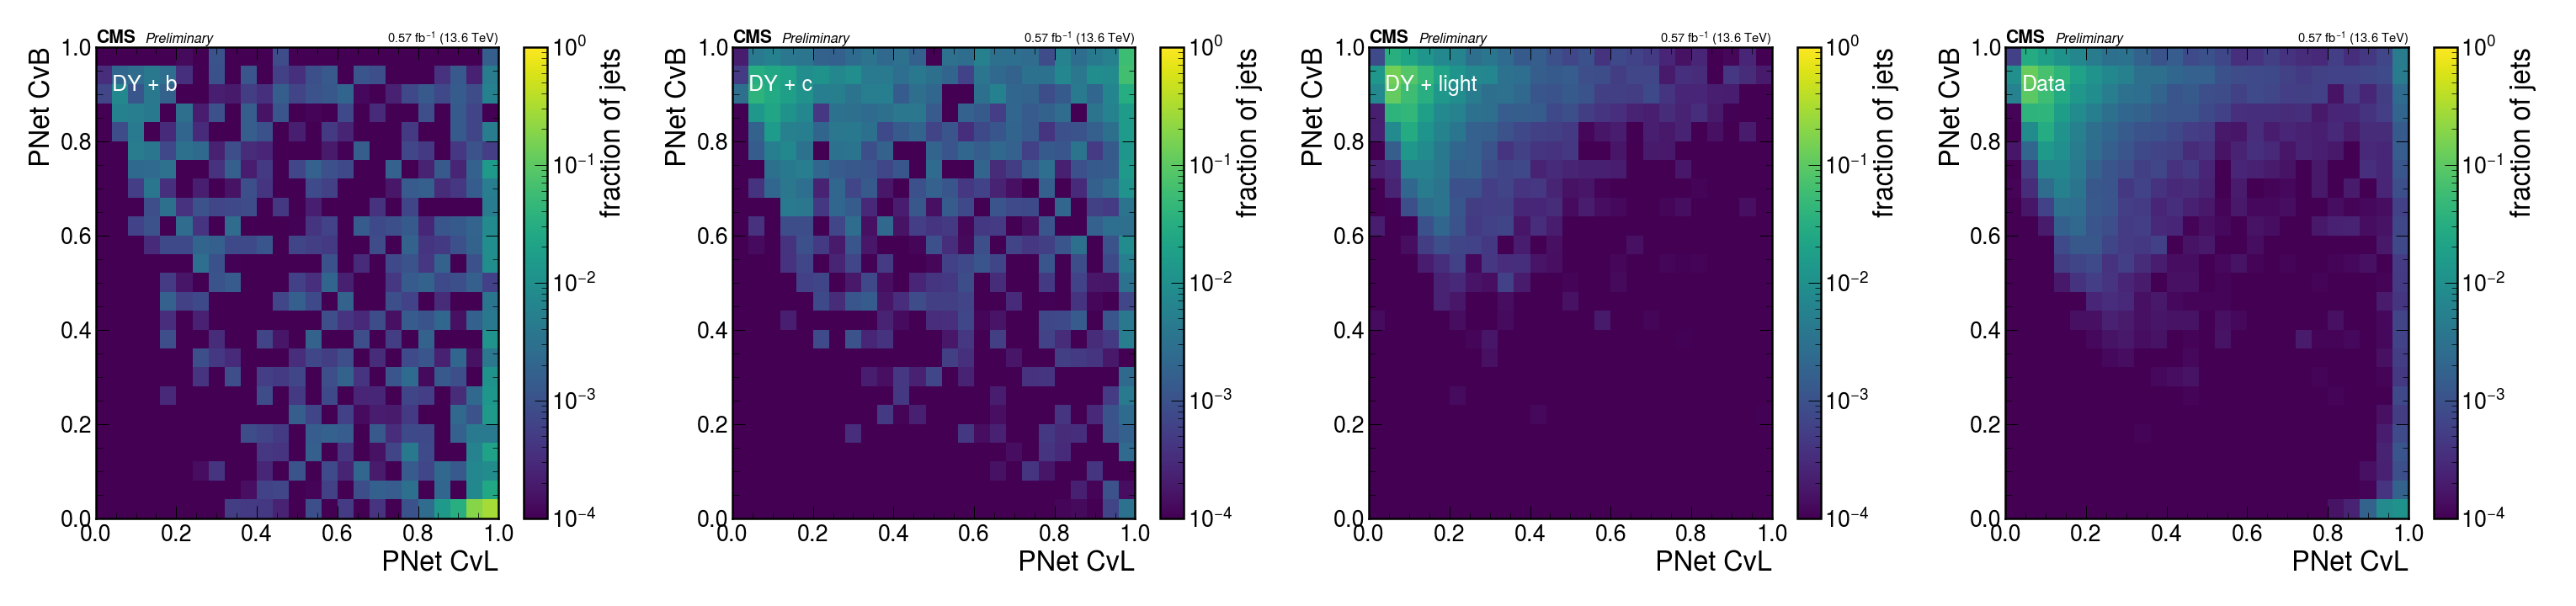 CMS Preliminary 0.57 fb⁻¹ (13.6 TeV)
DY + b
PNet CvB
1.0
0.8
0.6
0.4
0.2
0.0
0.0 0.2 0.4 0.6 0.8 1.0
PNet CvL
10⁰
10⁻¹
10⁻²
10⁻³
10⁻⁴
fraction of jets
CMS Preliminary 0.57 fb⁻¹ (13.6 TeV)
DY + c
PNet CvB
1.0
0.8
0.6
0.4
0.2
0.0
0.0 0.2 0.4 0.6 0.8 1.0
PNet CvL
10⁰
10⁻¹
10⁻²
10⁻³
10⁻⁴
fraction of jets
CMS Preliminary 0.57 fb⁻¹ (13.6 TeV)
DY + light
PNet CvB
1.0
0.8
0.6
0.4
0.2
0.0
0.0 0.2 0.4 0.6 0.8 1.0
PNet CvL
10⁰
10⁻¹
10⁻²
10⁻³
10⁻⁴
fraction of jets
CMS Preliminary 0.57 fb⁻¹ (13.6 TeV)
Data
PNet CvB
1.0
0.8
0.6
0.4
0.2
0.0
0.0 0.2 0.4 0.6 0.8 1.0
PNet CvL
10⁰
10⁻¹
10⁻²
10⁻³
10⁻⁴
fraction of jets